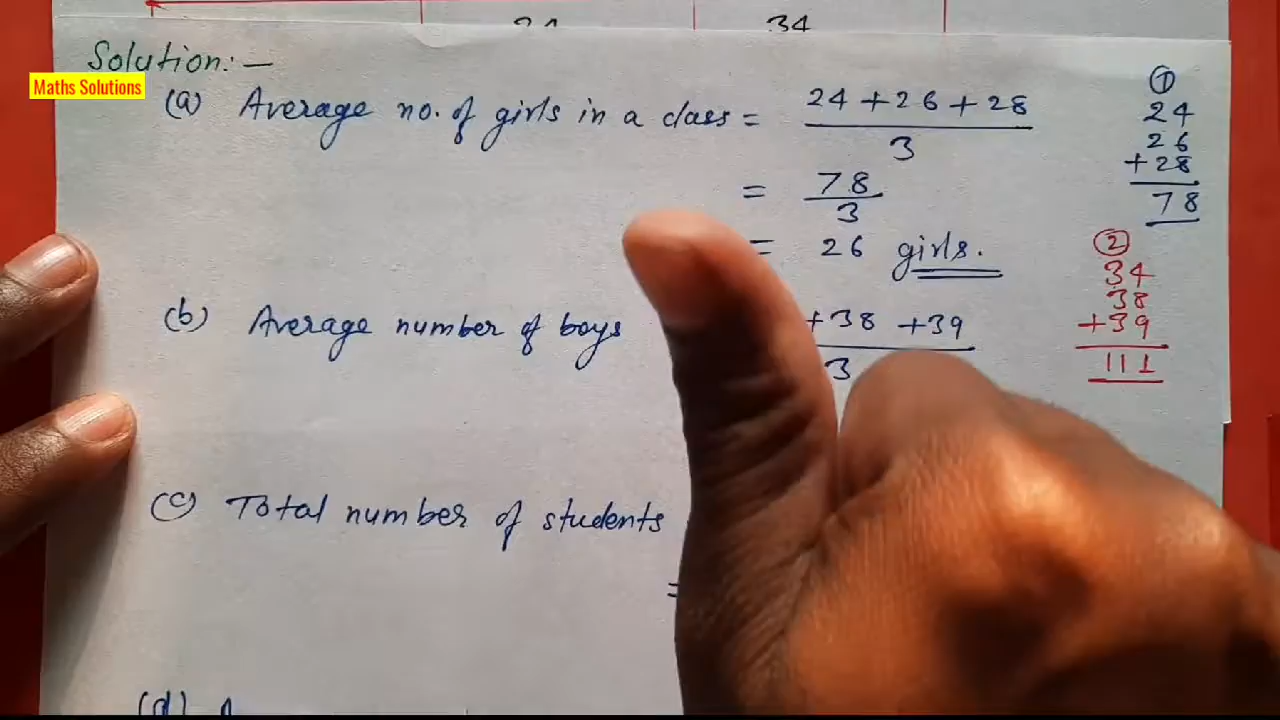 34
Solution:-
Maths Solutions
(a) Average no. of girls in a class = 24 + 26 + 28
3
= 78
3
= 26 girls.
(b) Average number of boys +38 +39
3
(c) Total number of students
=
(d)
①
24
26
+28
78
②
34
38
+39
111